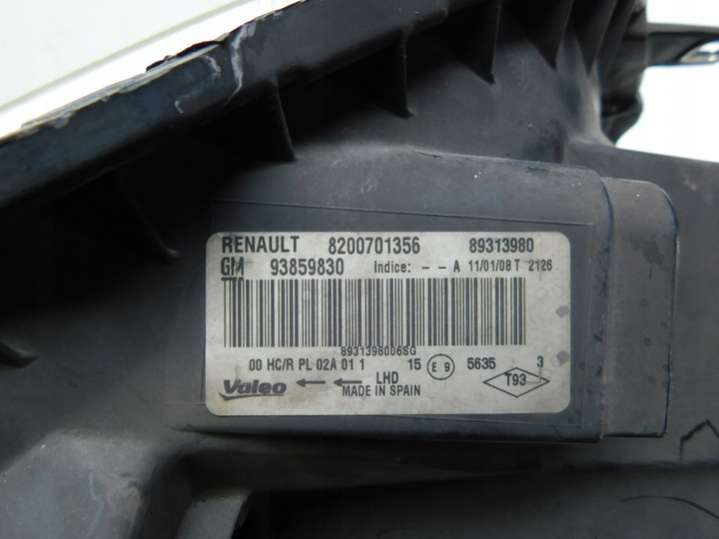 RENAULT 8200701356 89313980
GM 93859830 Indice: - - A 11/01/08 T 2126
8931398006SG
00 HC/R PL 02A 01 1 15 E 9 5635 3
Valeo LHD T93
MADE IN SPAIN